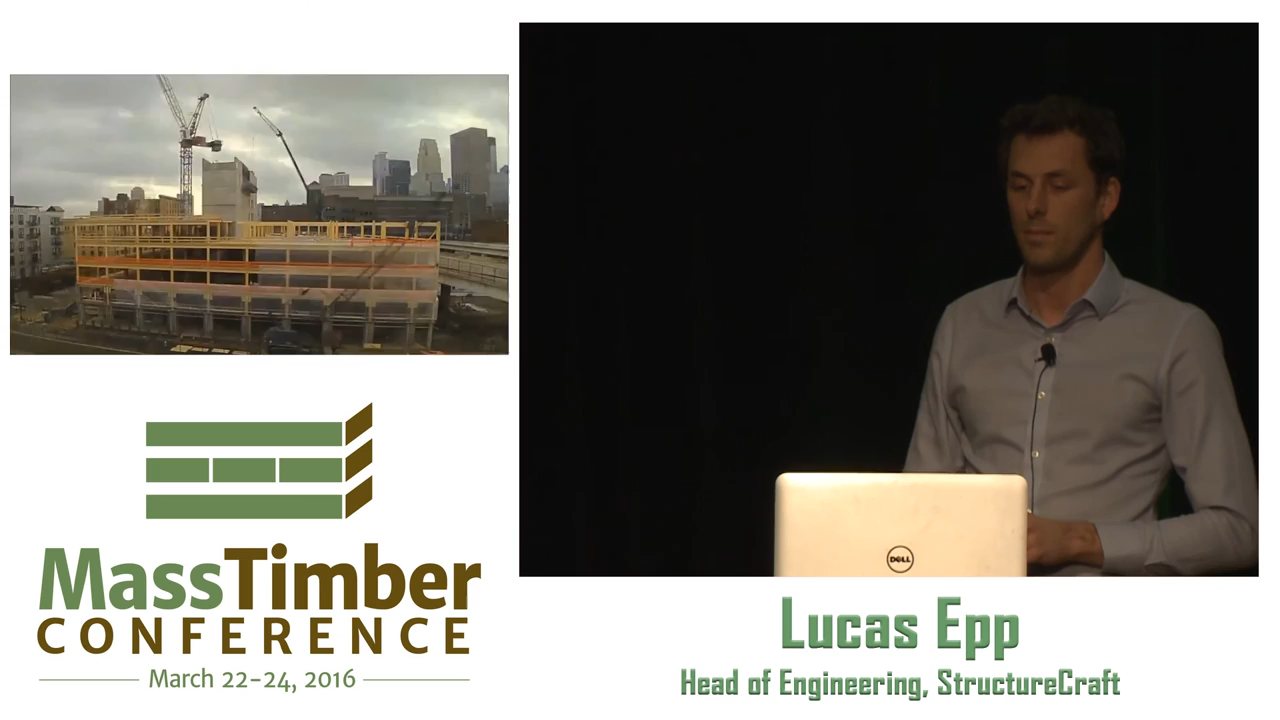 MassTimber
CONFERENCE
March 22-24, 2016
DELL
Lucas Epp
Head of Engineering, StructureCraft